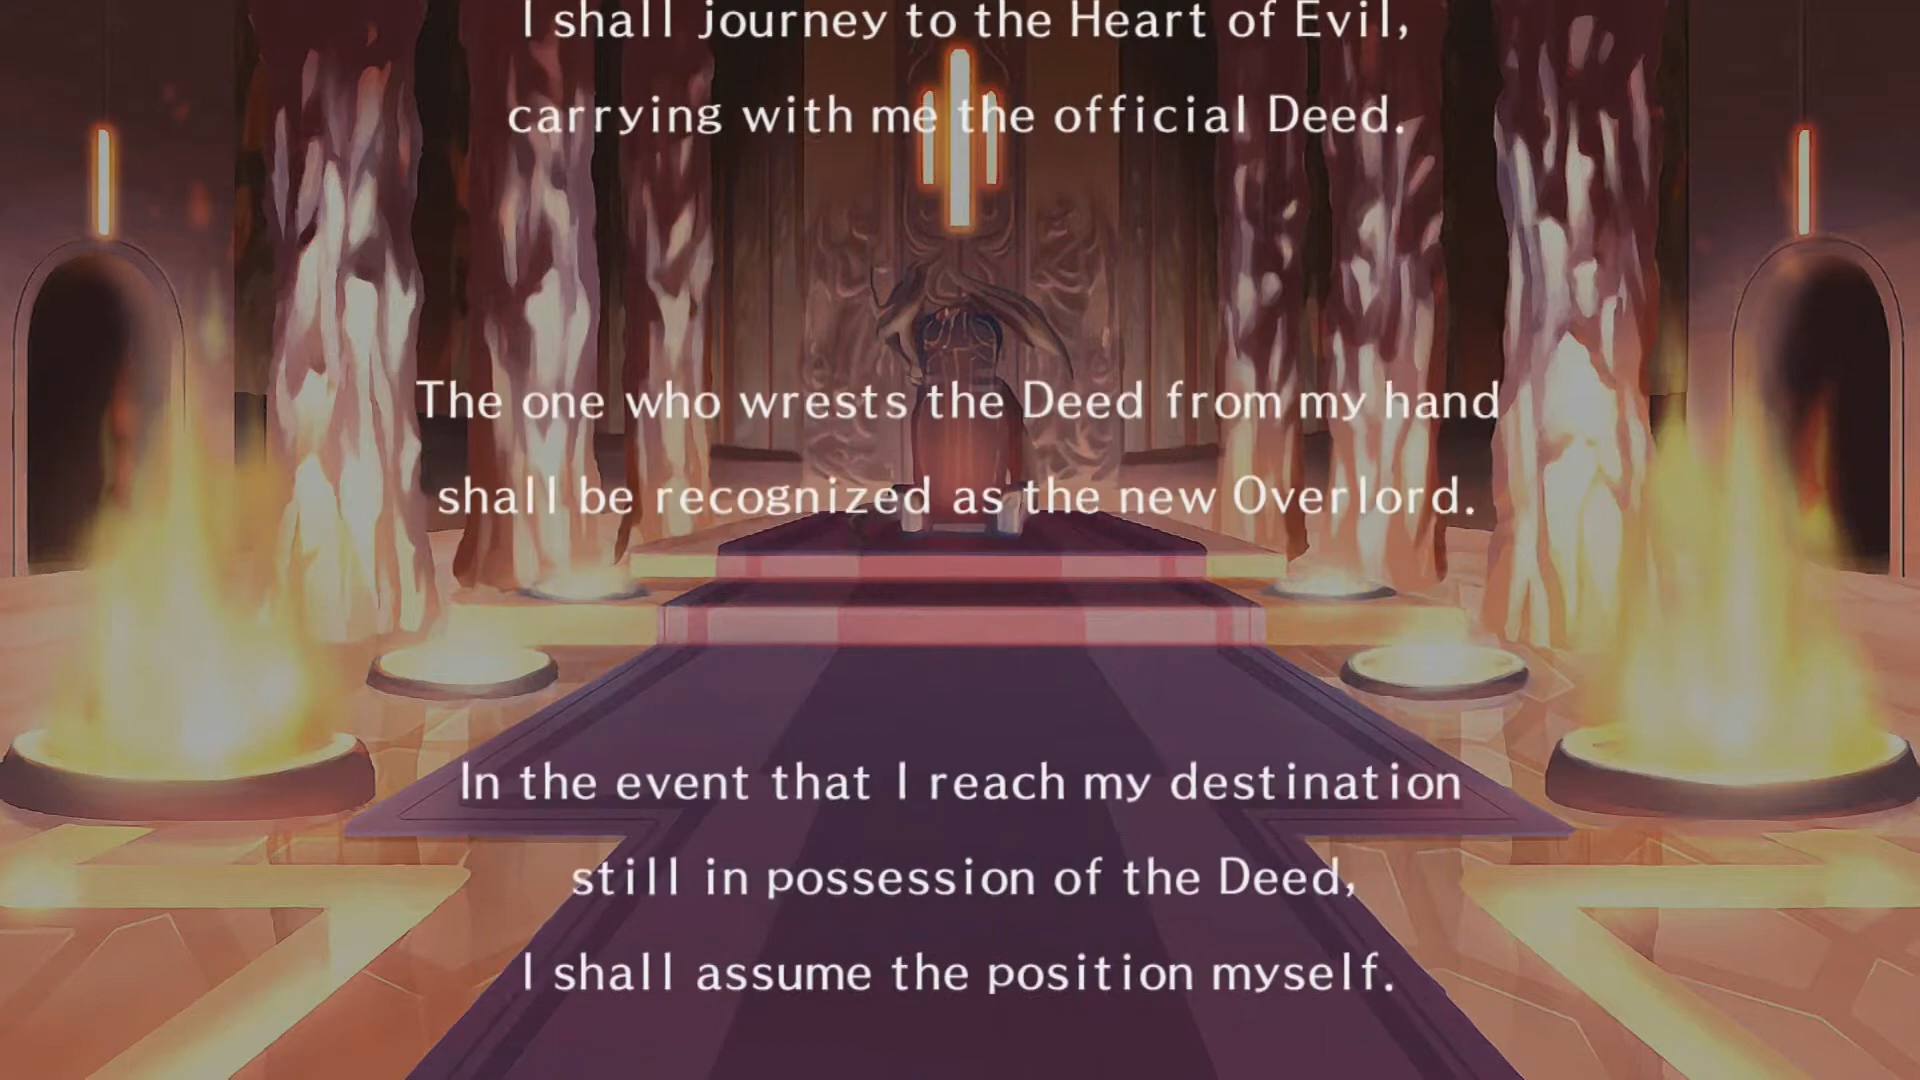 I shall journey to the Heart of Evil,
carrying with me the official Deed.
The one who wrests the Deed from my hand
shall be recognized as the new Overlord.
In the event that I reach my destination
still in possession of the Deed,
I shall assume the position myself.